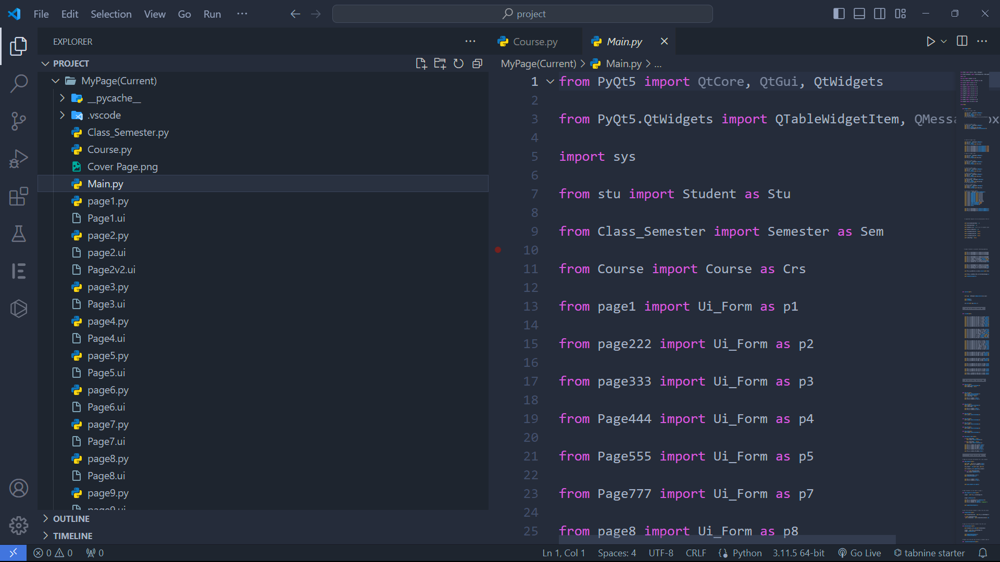 File Edit Selection View Go Run ···
project
EXPLORER
Course.py
Main.py
PROJECT
MyPage(Current) > Main.py > ...
MyPage(Current)
__pycache__
.vscode
Class_Semester.py
Course.py
Cover Page.png
Main.py
page1.py
Page1.ui
page2.py
page2.ui
Page2v2.ui
page3.py
Page3.ui
page4.py
Page4.ui
page5.py
Page5.ui
page6.py
Page6.ui
page7.py
Page7.ui
page8.py
Page8.ui
page9.py
page9.ui
OUTLINE
TIMELINE
1 from PyQt5 import QtCore, QtGui, QtWidgets
2
3 from PyQt5.QtWidgets import QTableWidgetItem, QMessa ox
4
5 import sys
6
7 from stu import Student as Stu
8
9 from Class_Semester import Semester as Sem
10
11 from Course import Course as Crs
12
13 from page1 import Ui_Form as p1
14
15 from page222 import Ui_Form as p2
16
17 from page333 import Ui_Form as p3
18
19 from Page444 import Ui_Form as p4
20
21 from Page555 import Ui_Form as p5
22
23 from Page777 import Ui_Form as p7
24
25 from page8 import Ui_Form as p8
0 0 0
Ln 1, Col 1 Spaces: 4 UTF-8 CRLF Python 3.11.5 64-bit Go Live tabnine starter